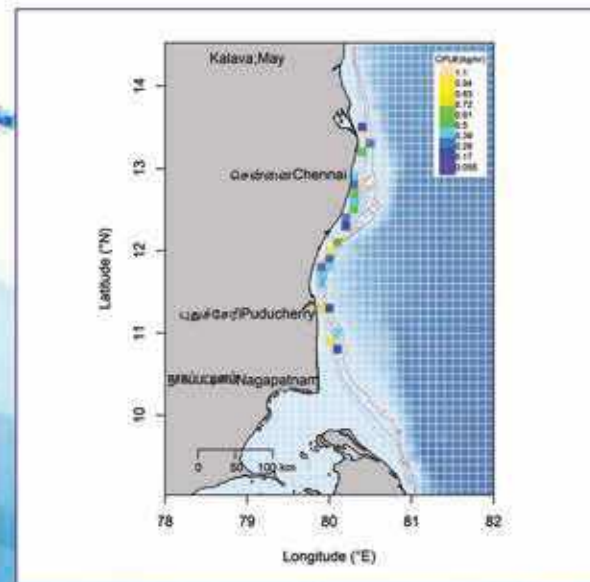 Kalava;May
CPUE(kg/hr)
1.1
0.94
0.83
0.72
0.61
0.5
0.39
0.28
0.17
0.055
14
13
12
11
10
Latitude (°N)
சென்னைChennai
புதுச்சேரிPuducherry
Nagapatnam
0 50 100 km
78 79 80 81 82
Longitude (°E)